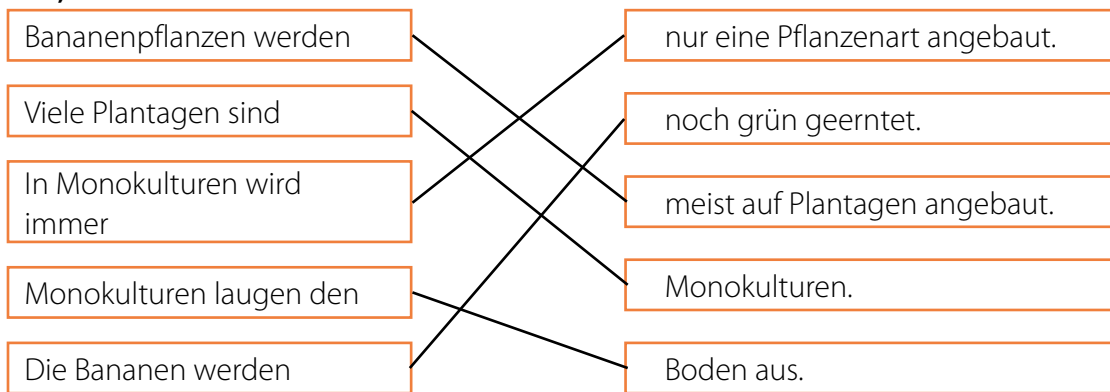 Bananenpflanzen werden
nur eine Pflanzenart angebaut.
Viele Plantagen sind
noch grün geerntet.
In Monokulturen wird
immer
meist auf Plantagen angebaut.
Monokulturen laugen den
Monokulturen.
Die Bananen werden
Boden aus.